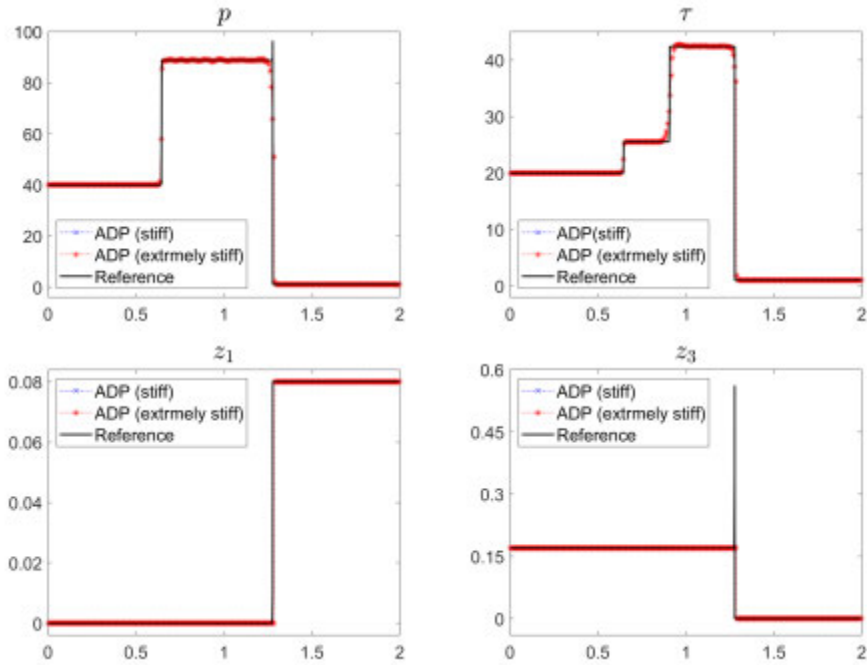 p
100
80
60
40
20
0
ADP (stiff)
ADP (extrmely stiff)
Reference
0 0.5 1 1.5 2
τ
40
30
20
10
0
ADP(stiff)
ADP (extrmely stiff)
Reference
0 0.5 1 1.5 2
z₁
0.08
0.06
0.04
0.02
0
ADP (stiff)
ADP (extrmely stiff)
Reference
0 0.5 1 1.5 2
z₃
0.6
0.45
0.3
0.15
0
ADP (stiff)
ADP (extrmely stiff)
Reference
0 0.5 1 1.5 2